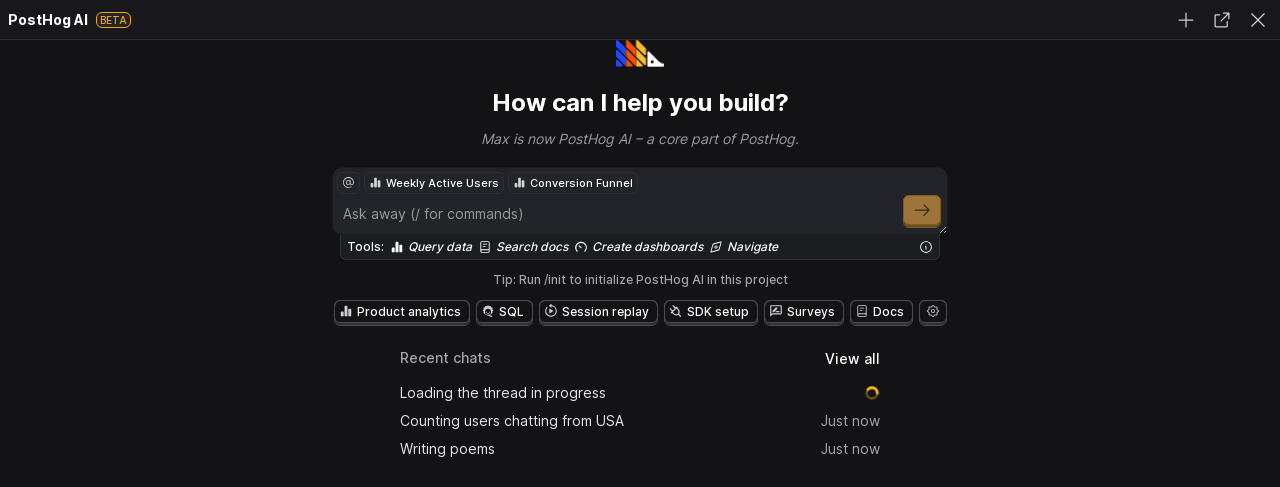 PostHog AI BETA
How can I help you build?
Max is now PostHog AI – a core part of PostHog.
@ Weekly Active Users Conversion Funnel
Ask away (/ for commands)
Tools: Query data Search docs Create dashboards Navigate
Tip: Run /init to initialize PostHog AI in this project
Product analytics SQL Session replay SDK setup Surveys Docs
Recent chats View all
Loading the thread in progress
Counting users chatting from USA Just now
Writing poems Just now